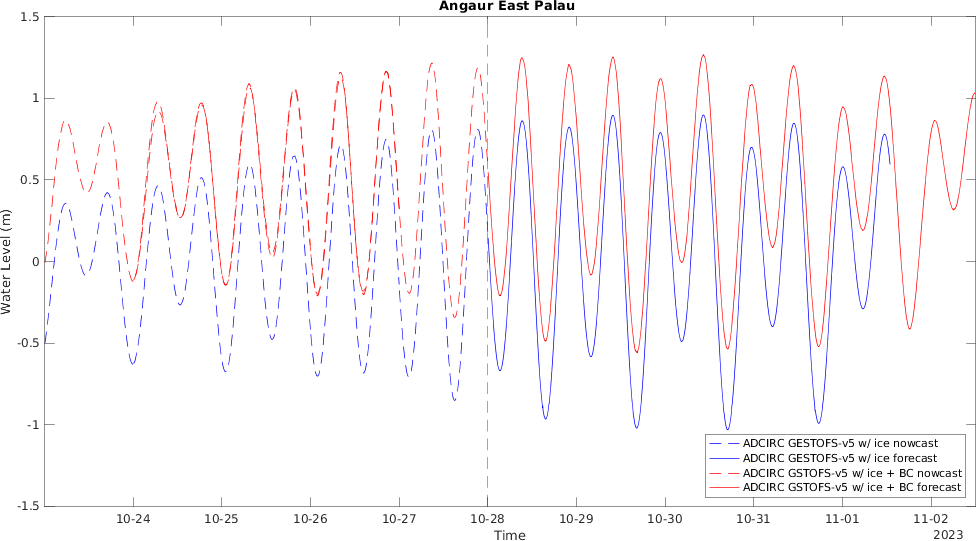 Angaur East Palau
1.5
1
0.5
0
-0.5
-1
-1.5
Water Level (m)
10-24
10-25
10-26
10-27
10-28
10-29
10-30
10-31
11-01
11-02
Time
2023
ADCIRC GESTOFS-v5 w/ ice nowcast
ADCIRC GESTOFS-v5 w/ ice forecast
ADCIRC GSTOFS-v5 w/ ice + BC nowcast
ADCIRC GSTOFS-v5 w/ ice + BC forecast